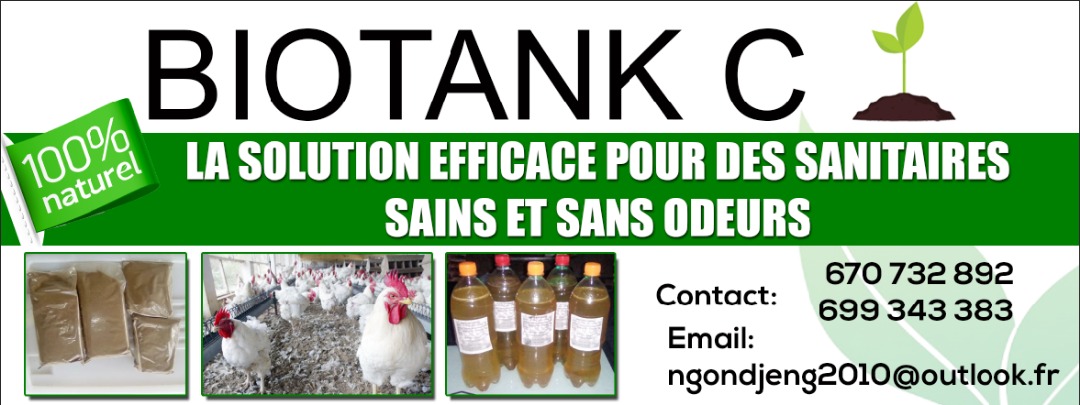 BIOTANK C
100%
naturel
LA SOLUTION EFFICACE POUR DES SANITAIRES
SAINS ET SANS ODEURS
Contact:
670 732 892
699 343 383
Email:
ngondjeng2010@outlook.fr